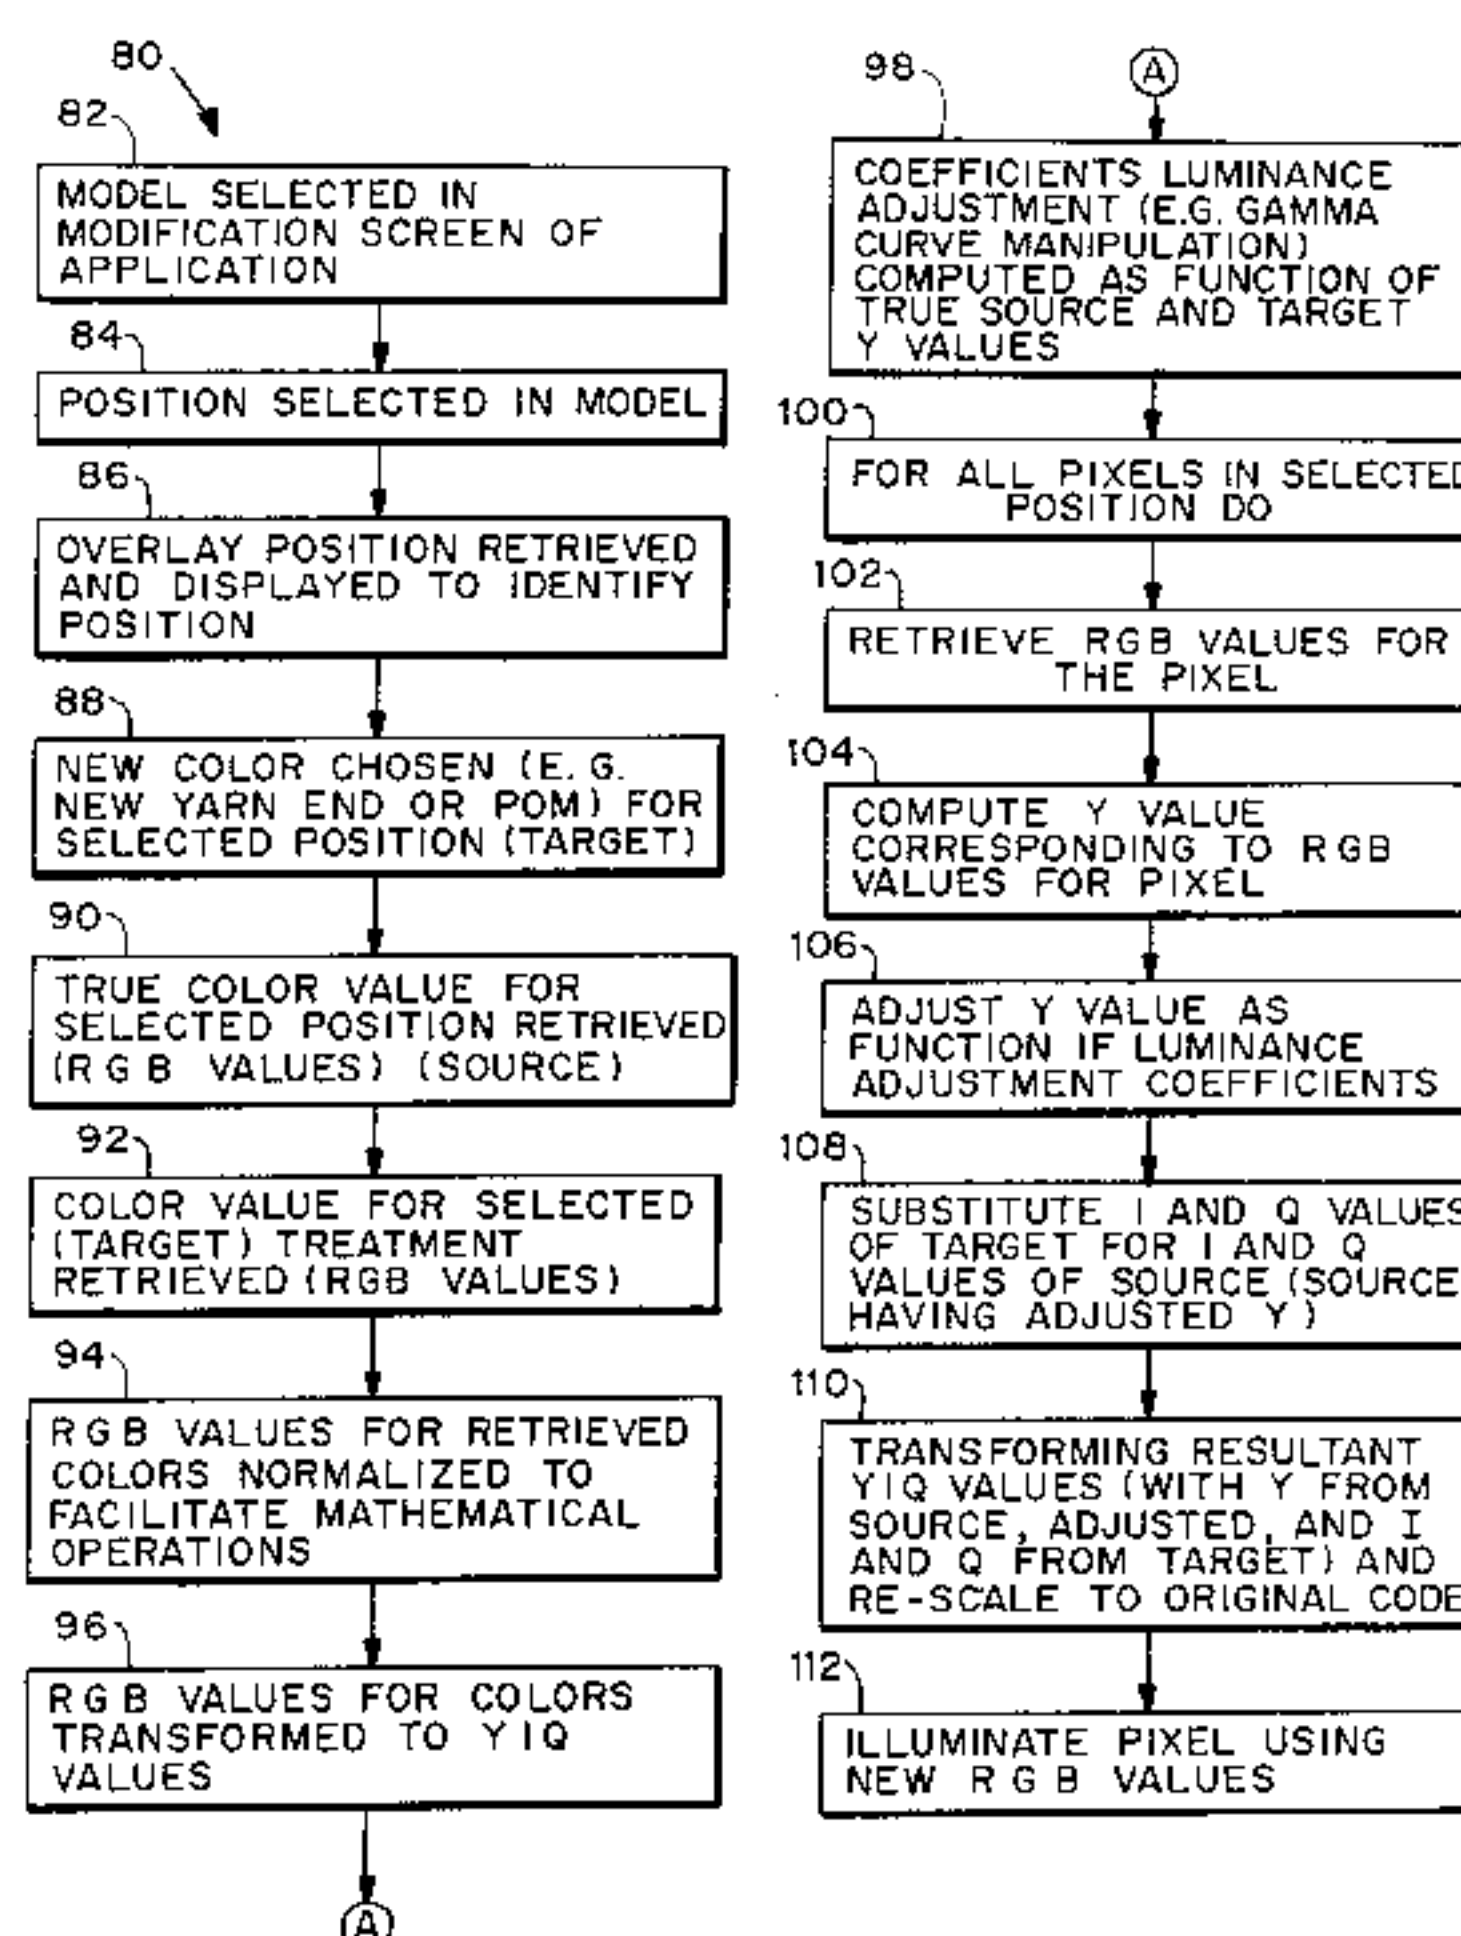 80
82
MODEL SELECTED IN
MODIFICATION SCREEN OF
APPLICATION
84
POSITION SELECTED IN MODEL
86
OVERLAY POSITION RETRIEVED
AND DISPLAYED TO IDENTIFY
POSITION
88
NEW COLOR CHOSEN (E.G.
NEW YARN END OR POM) FOR
SELECTED POSITION (TARGET)
90
TRUE COLOR VALUE FOR
SELECTED POSITION RETRIEVED
(RGB VALUES) (SOURCE)
92
COLOR VALUE FOR SELECTED
(TARGET) TREATMENT
RETRIEVED (RGB VALUES)
94
RGB VALUES FOR RETRIEVED
COLORS NORMALIZED TO
FACILITATE MATHEMATICAL
OPERATIONS
96
RGB VALUES FOR COLORS
TRANSFORMED TO YIQ
VALUES
A
A
98
COEFFICIENTS LUMINANCE
ADJUSTMENT (E.G. GAMMA
CURVE MANIPULATION)
COMPUTED AS FUNCTION OF
TRUE SOURCE AND TARGET
Y VALUES
100
FOR ALL PIXELS IN SELECTED
POSITION DO
102
RETRIEVE RGB VALUES FOR
THE PIXEL
104
COMPUTE Y VALUE
CORRESPONDING TO RGB
VALUES FOR PIXEL
106
ADJUST Y VALUE AS
FUNCTION IF LUMINANCE
ADJUSTMENT COEFFICIENTS
108
SUBSTITUTE I AND Q VALUES
OF TARGET FOR I AND Q
VALUES OF SOURCE (SOURCE
HAVING ADJUSTED Y)
110
TRANSFORMING RESULTANT
YIQ VALUES (WITH Y FROM
SOURCE, ADJUSTED, AND I
AND Q FROM TARGET) AND
RE-SCALE TO ORIGINAL CODE
112
ILLUMINATE PIXEL USING
NEW RGB VALUES